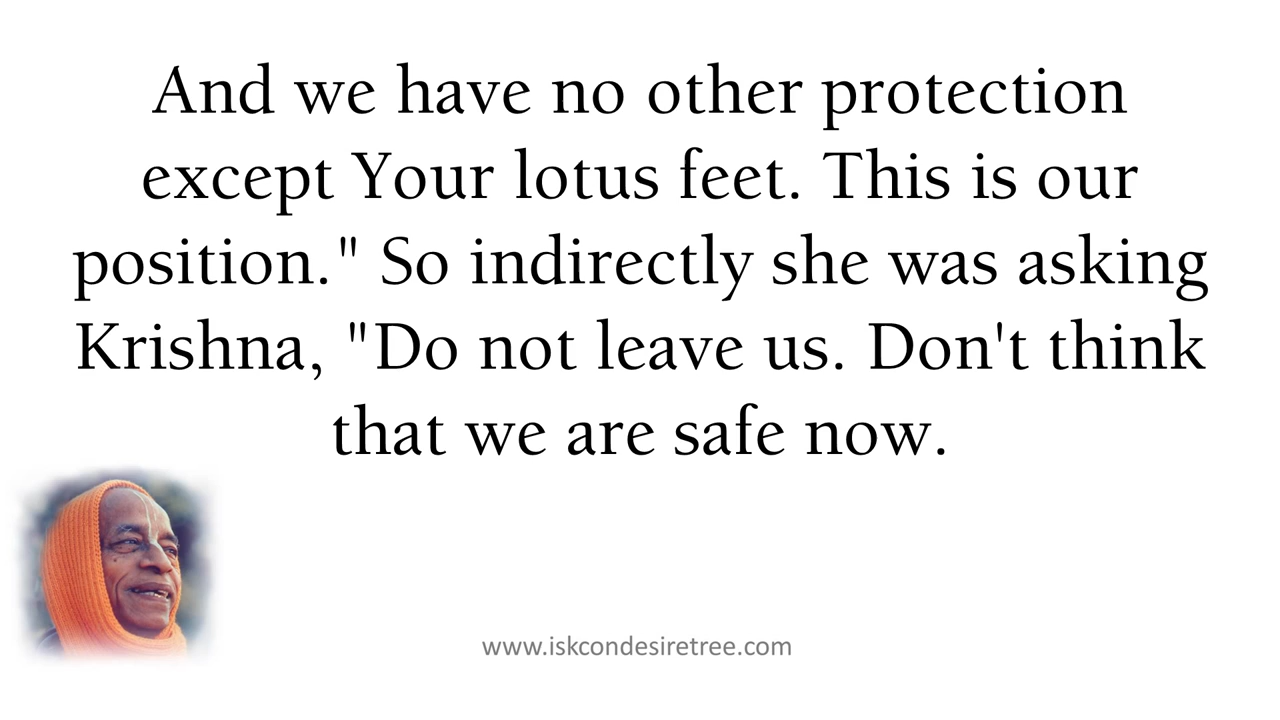 And we have no other protection
except Your lotus feet. This is our
position." So indirectly she was asking
Krishna, "Do not leave us. Don't think
that we are safe now.
www.iskcondesiretree.com